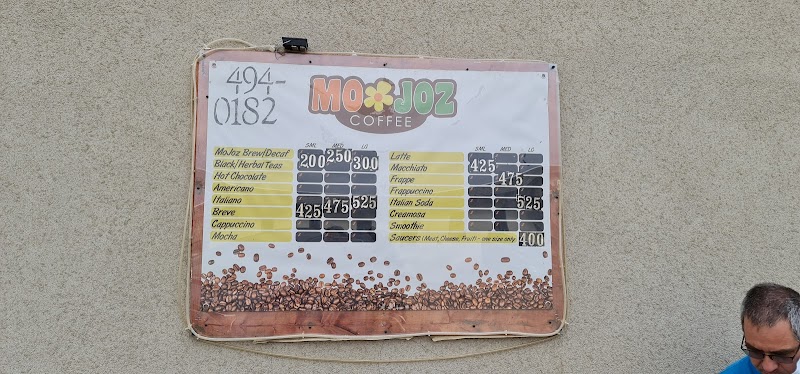 494-
0182
MOJOZ
COFFEE
SML MED LG
MoJoz Brew/Decaf
Black/Herbal Teas 200 250 300
Hot Chocolate
Americano
Italiano
Breve 425 475 525
Cappuccino
Mocha
SML MED LG
Latte
Macchiato 425
Frappe 475
Frappuccino
Italian Soda 525
Creamosa
Smoothie
Saucers (Meat, Cheese, Fruit) - one size only 400